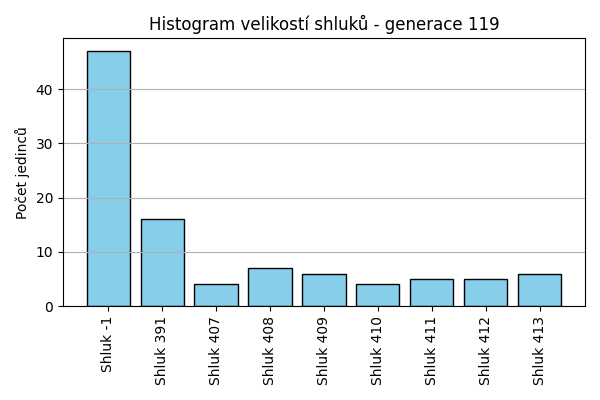 Histogram velikostí shluků - generace 119
Počet jedinců
40
30
20
10
0
Shluk -1
Shluk 391
Shluk 407
Shluk 408
Shluk 409
Shluk 410
Shluk 411
Shluk 412
Shluk 413